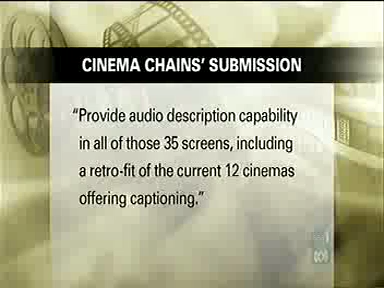 CINEMA CHAINS' SUBMISSION
“Provide audio description capability
in all of those 35 screens, including
a retro-fit of the current 12 cinemas
offering captioning.”